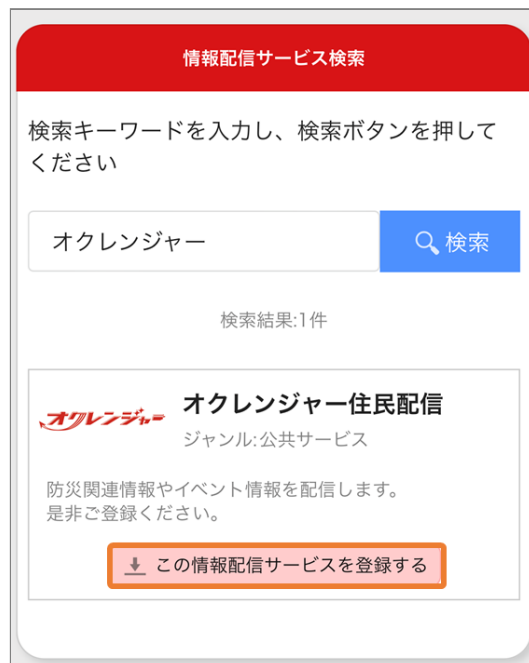 情報配信サービス検索
検索キーワードを入力し、検索ボタンを押して
ください
オクレンジャー
検索
検索結果:1件
オクレンジャー
オクレンジャー住民配信
ジャンル:公共サービス
防災関連情報やイベント情報を配信します。
是非ご登録ください。
この情報配信サービスを登録する